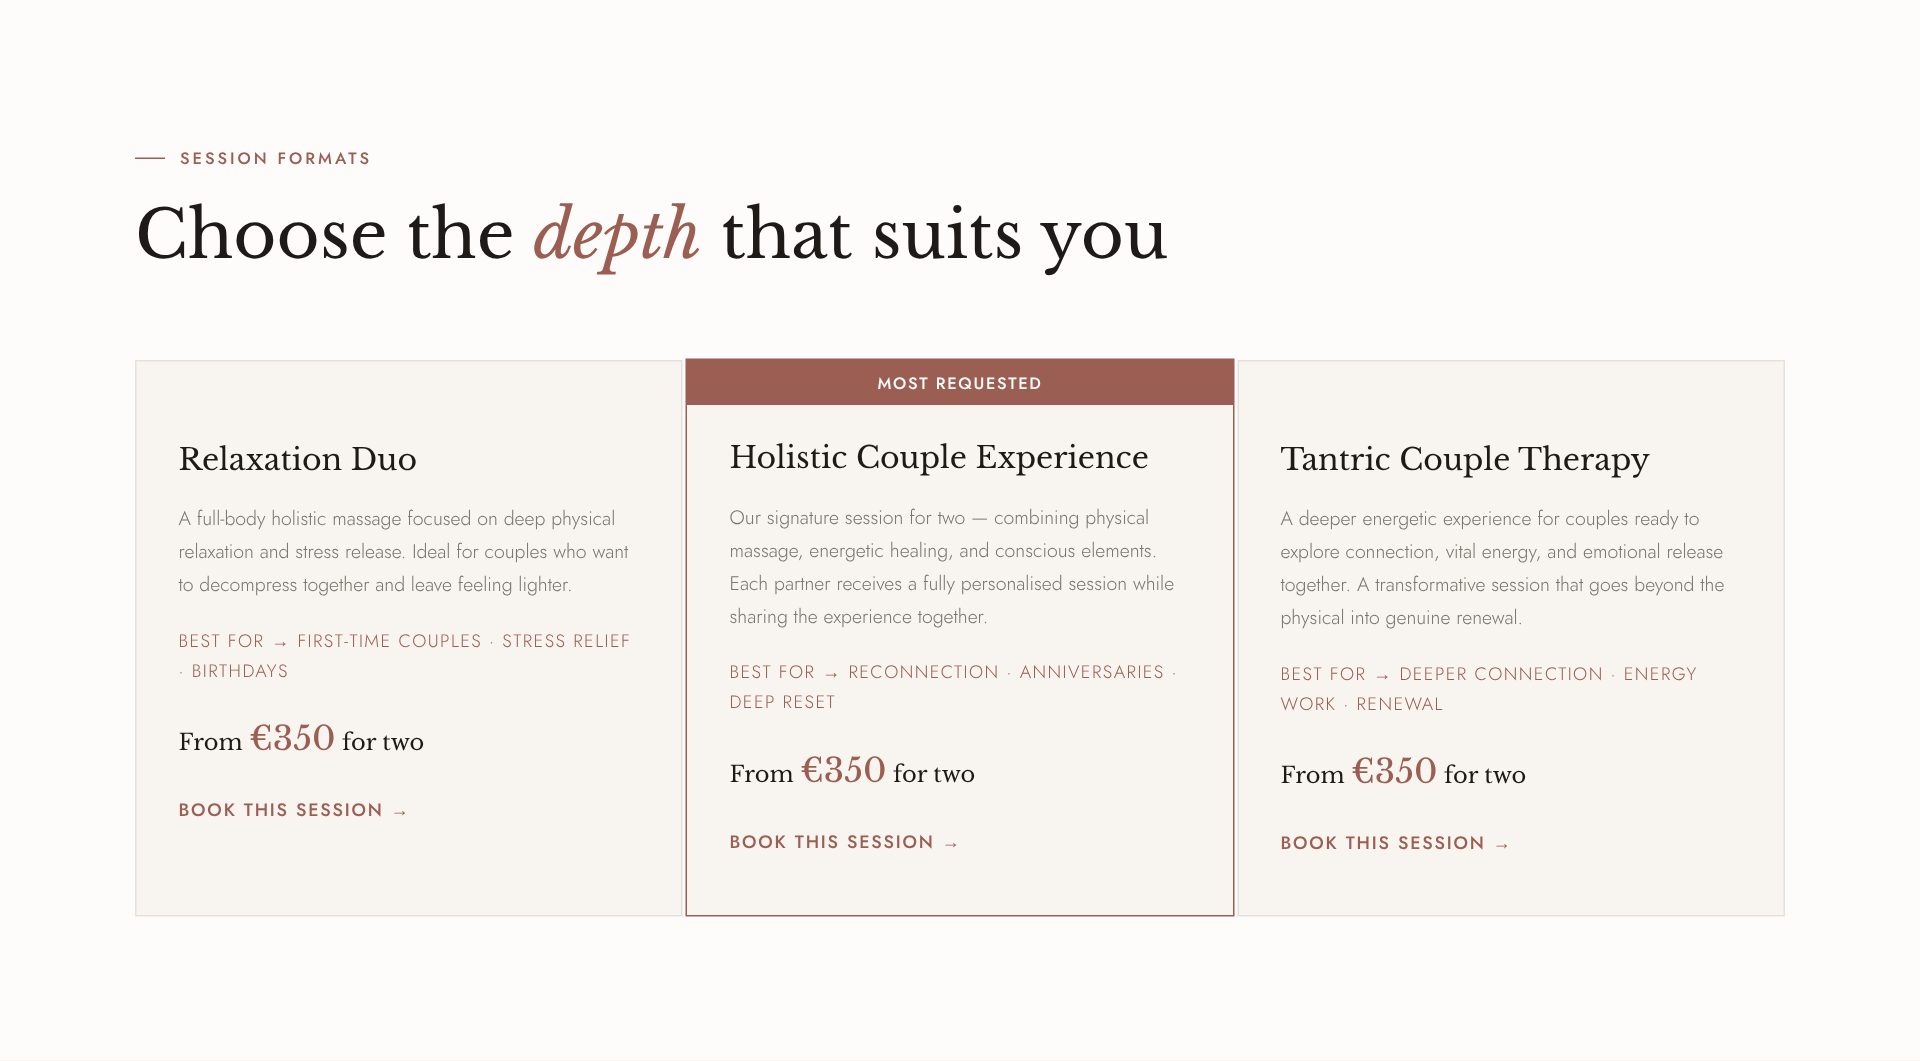 SESSION FORMATS
Choose the depth that suits you
Relaxation Duo
A full-body holistic massage focused on deep physical
relaxation and stress release. Ideal for couples who want
to decompress together and leave feeling lighter.
BEST FOR → FIRST-TIME COUPLES · STRESS RELIEF
· BIRTHDAYS
From €350 for two
BOOK THIS SESSION →
MOST REQUESTED
Holistic Couple Experience
Our signature session for two — combining physical
massage, energetic healing, and conscious elements.
Each partner receives a fully personalised session while
sharing the experience together.
BEST FOR → RECONNECTION · ANNIVERSARIES ·
DEEP RESET
From €350 for two
BOOK THIS SESSION →
Tantric Couple Therapy
A deeper energetic experience for couples ready to
explore connection, vital energy, and emotional release
together. A transformative session that goes beyond the
physical into genuine renewal.
BEST FOR → DEEPER CONNECTION · ENERGY
WORK · RENEWAL
From €350 for two
BOOK THIS SESSION →